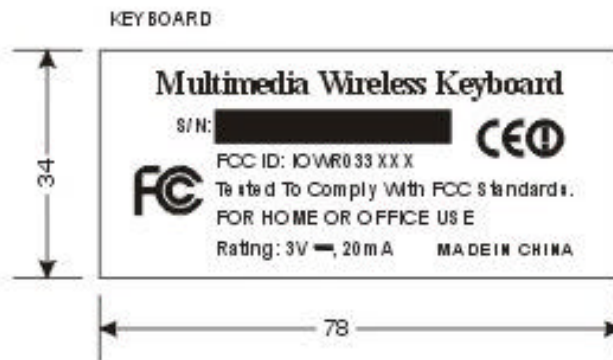 KEYBOARD
Multimedia Wireless Keyboard
S/N:
CE
FCC ID: IOWR033XXX
FC
Tested To Comply With FCC Standards.
FOR HOME OR OFFICE USE
Rating: 3V ⎓, 20mA MADE IN CHINA
34
78